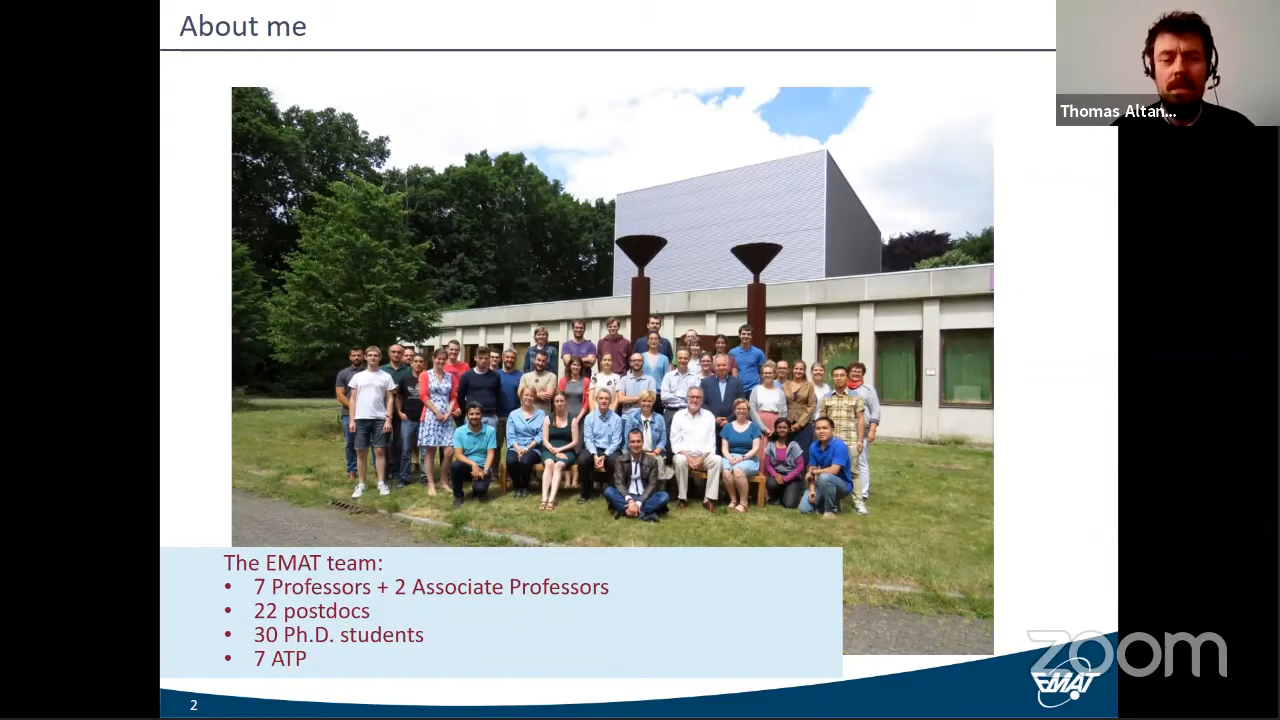 About me
Thomas Altan...
The EMAT team:
• 7 Professors + 2 Associate Professors
• 22 postdocs
• 30 Ph.D. students
• 7 ATP
zoom
EMAT
2